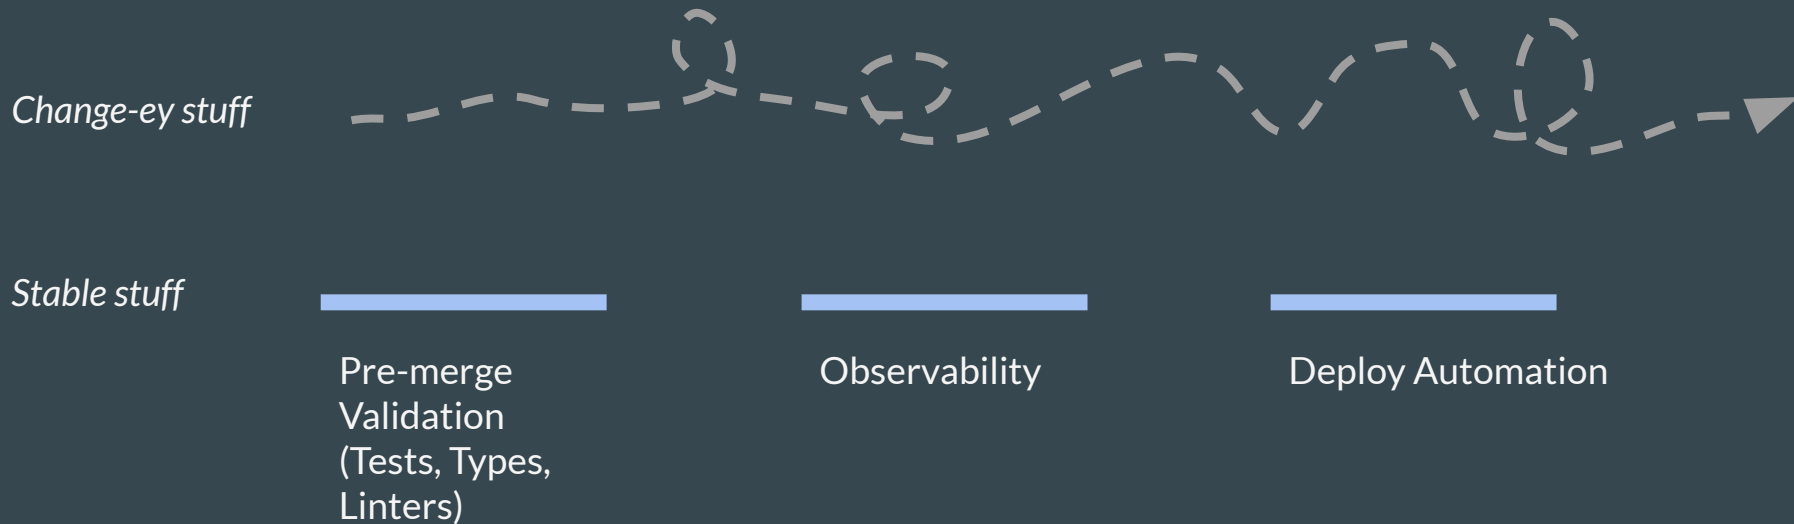 Change-ey stuff
Stable stuff
Pre-merge
Validation
(Tests, Types,
Linters)
Observability
Deploy Automation